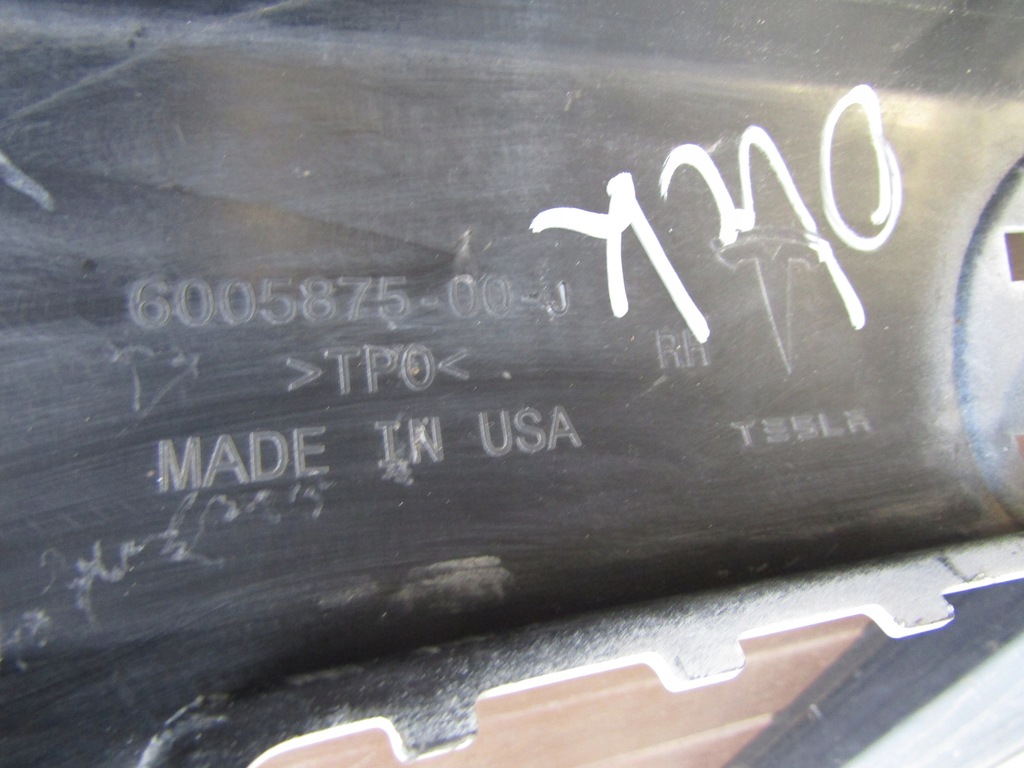 6005875-00-J
>TPO<
RH
MADE IN USA
TESLA